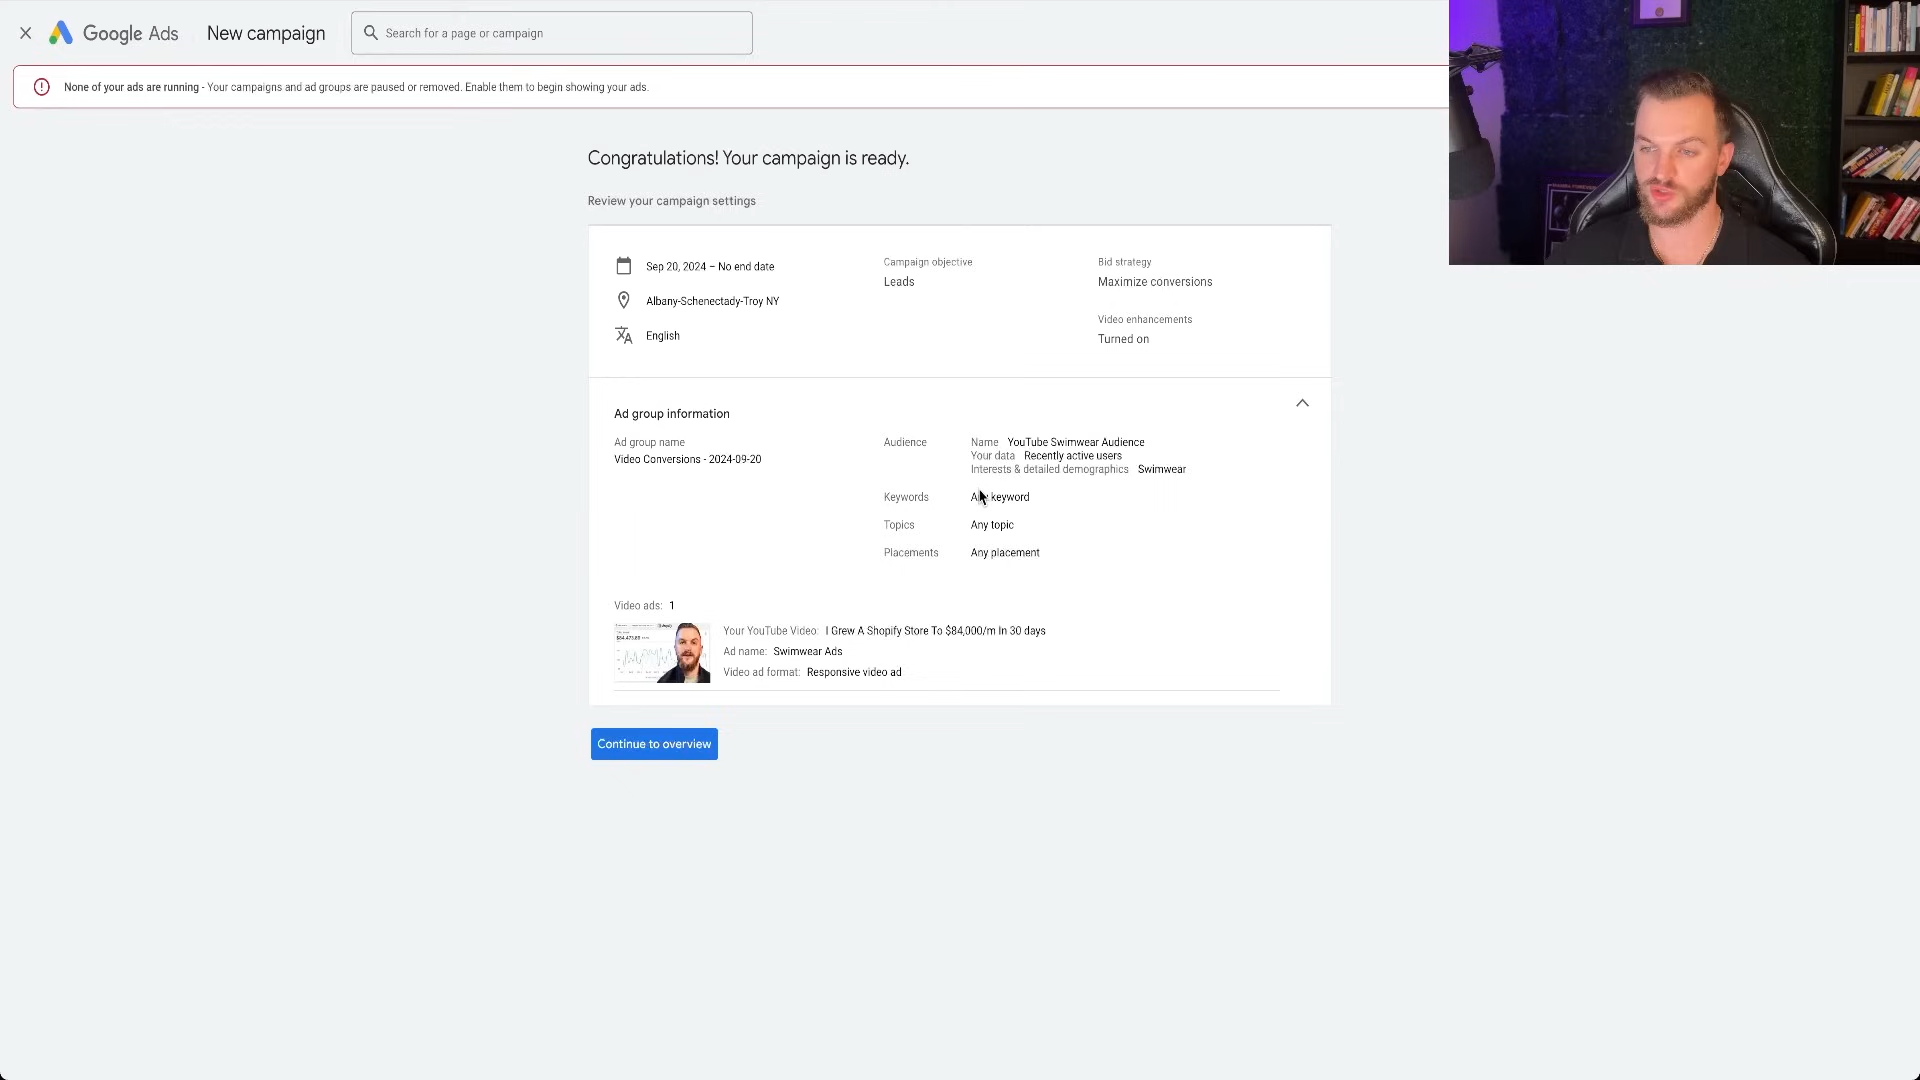 Google Ads
New campaign
Search for a page or campaign
None of your ads are running - Your campaigns and ad groups are paused or removed. Enable them to begin showing your ads.
Congratulations! Your campaign is ready.
Review your campaign settings
Sep 20, 2024 – No end date
Albany-Schenectady-Troy NY
English
Campaign objective
Leads
Bid strategy
Maximize conversions
Video enhancements
Turned on
Ad group information
Ad group name
Video Conversions - 2024-09-20
Audience
Name YouTube Swimwear Audience
Your data Recently active users
Interests & detailed demographics Swimwear
Keywords
keyword
Topics
Any topic
Placements
Any placement
Video ads: 1
Your YouTube Video: I Grew A Shopify Store To $84,000/m In 30 days
Ad name: Swimwear Ads
Video ad format: Responsive video ad
Continue to overview